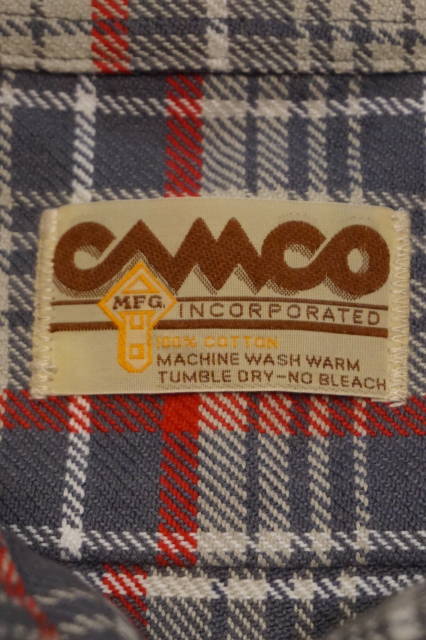 CAMCO
MFG. INCORPORATED
100% COTTON
MACHINE WASH WARM
TUMBLE DRY–NO BLEACH